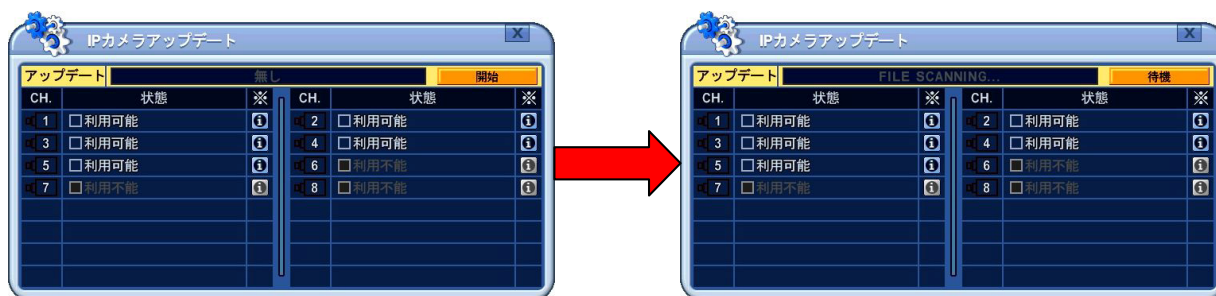 IPカメラアップデート X
アップデート 無し 開始
CH. 状態 ※ CH. 状態 ※
1 利用可能 2 利用可能
3 利用可能 4 利用可能
5 利用可能 6 利用不能
7 利用不能 8 利用不能
IPカメラアップデート X
アップデート FILE SCANNING... 待機
CH. 状態 ※ CH. 状態 ※
1 利用可能 2 利用可能
3 利用可能 4 利用可能
5 利用可能 6 利用不能
7 利用不能 8 利用不能